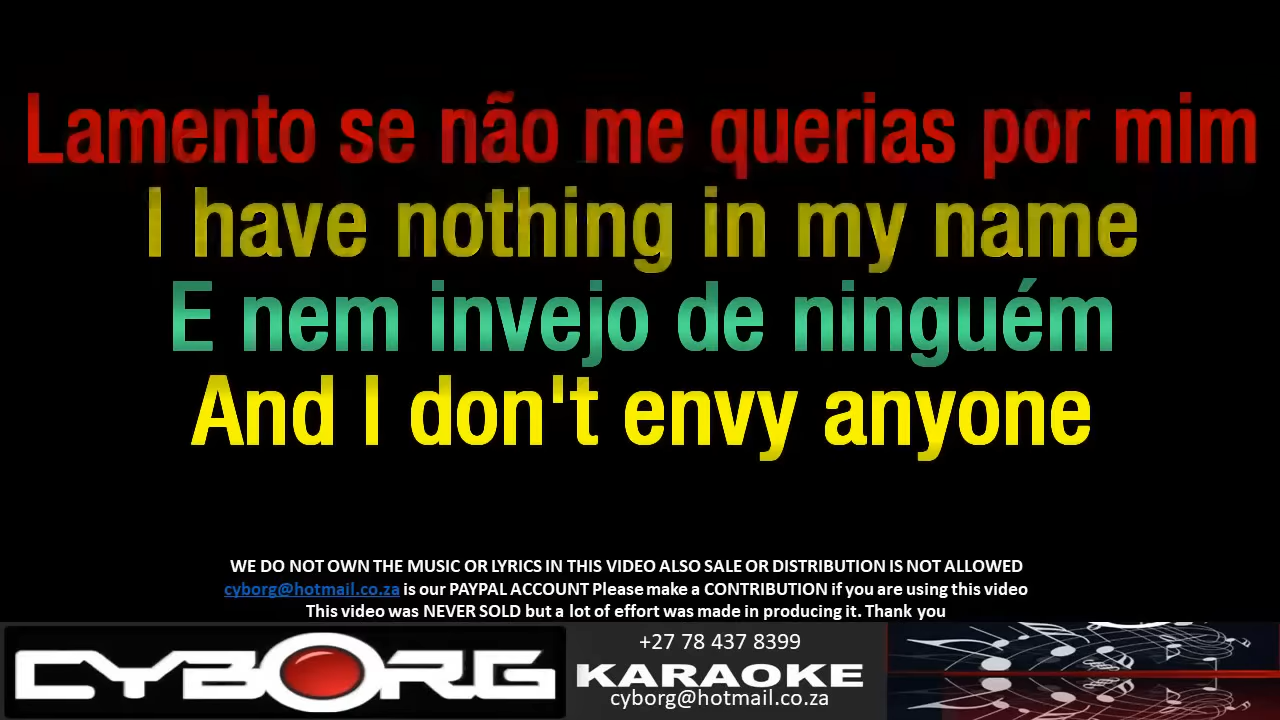 Lamento se não me querias por mim
I have nothing in my name
E nem invejo de ninguém
And I don't envy anyone
WE DO NOT OWN THE MUSIC OR LYRICS IN THIS VIDEO ALSO SALE OR DISTRIBUTION IS NOT ALLOWED
cyborg@hotmail.co.za is our PAYPAL ACCOUNT Please make a CONTRIBUTION if you are using this video
This video was NEVER SOLD but a lot of effort was made in producing it. Thank you
CYBORG
+27 78 437 8399
KARAOKE
cyborg@hotmail.co.za